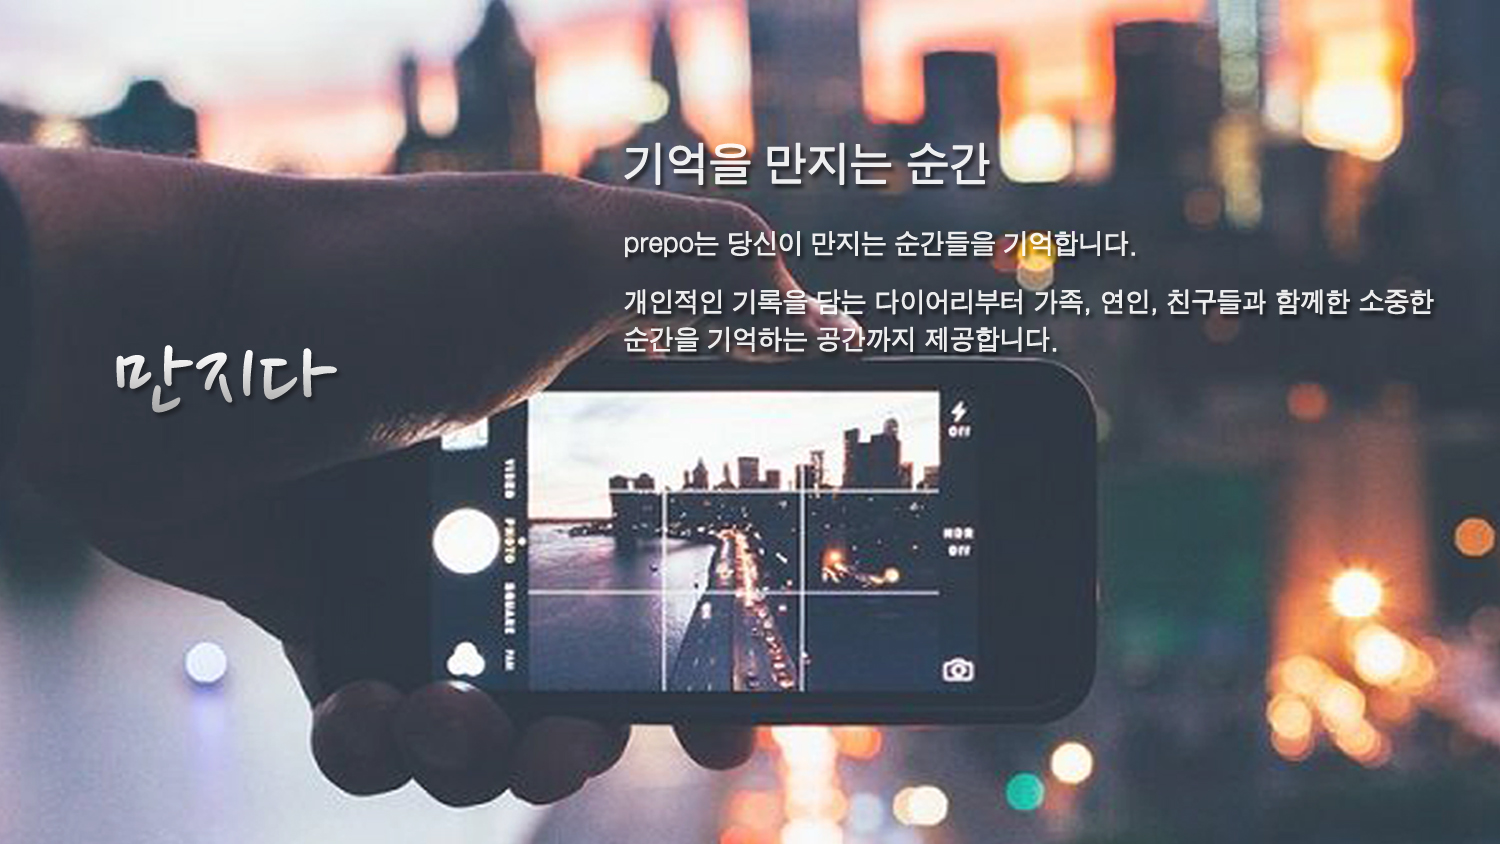 기억을 만지는 순간
prepo는 당신이 만지는 순간들을 기억합니다.
개인적인 기록을 담는 다이어리부터 가족, 연인, 친구들과 함께한 소중한
순간을 기억하는 공간까지 제공합니다.
만지다
Off
HDR
Off
VIDEO
PHOTO
SQUARE
PAN